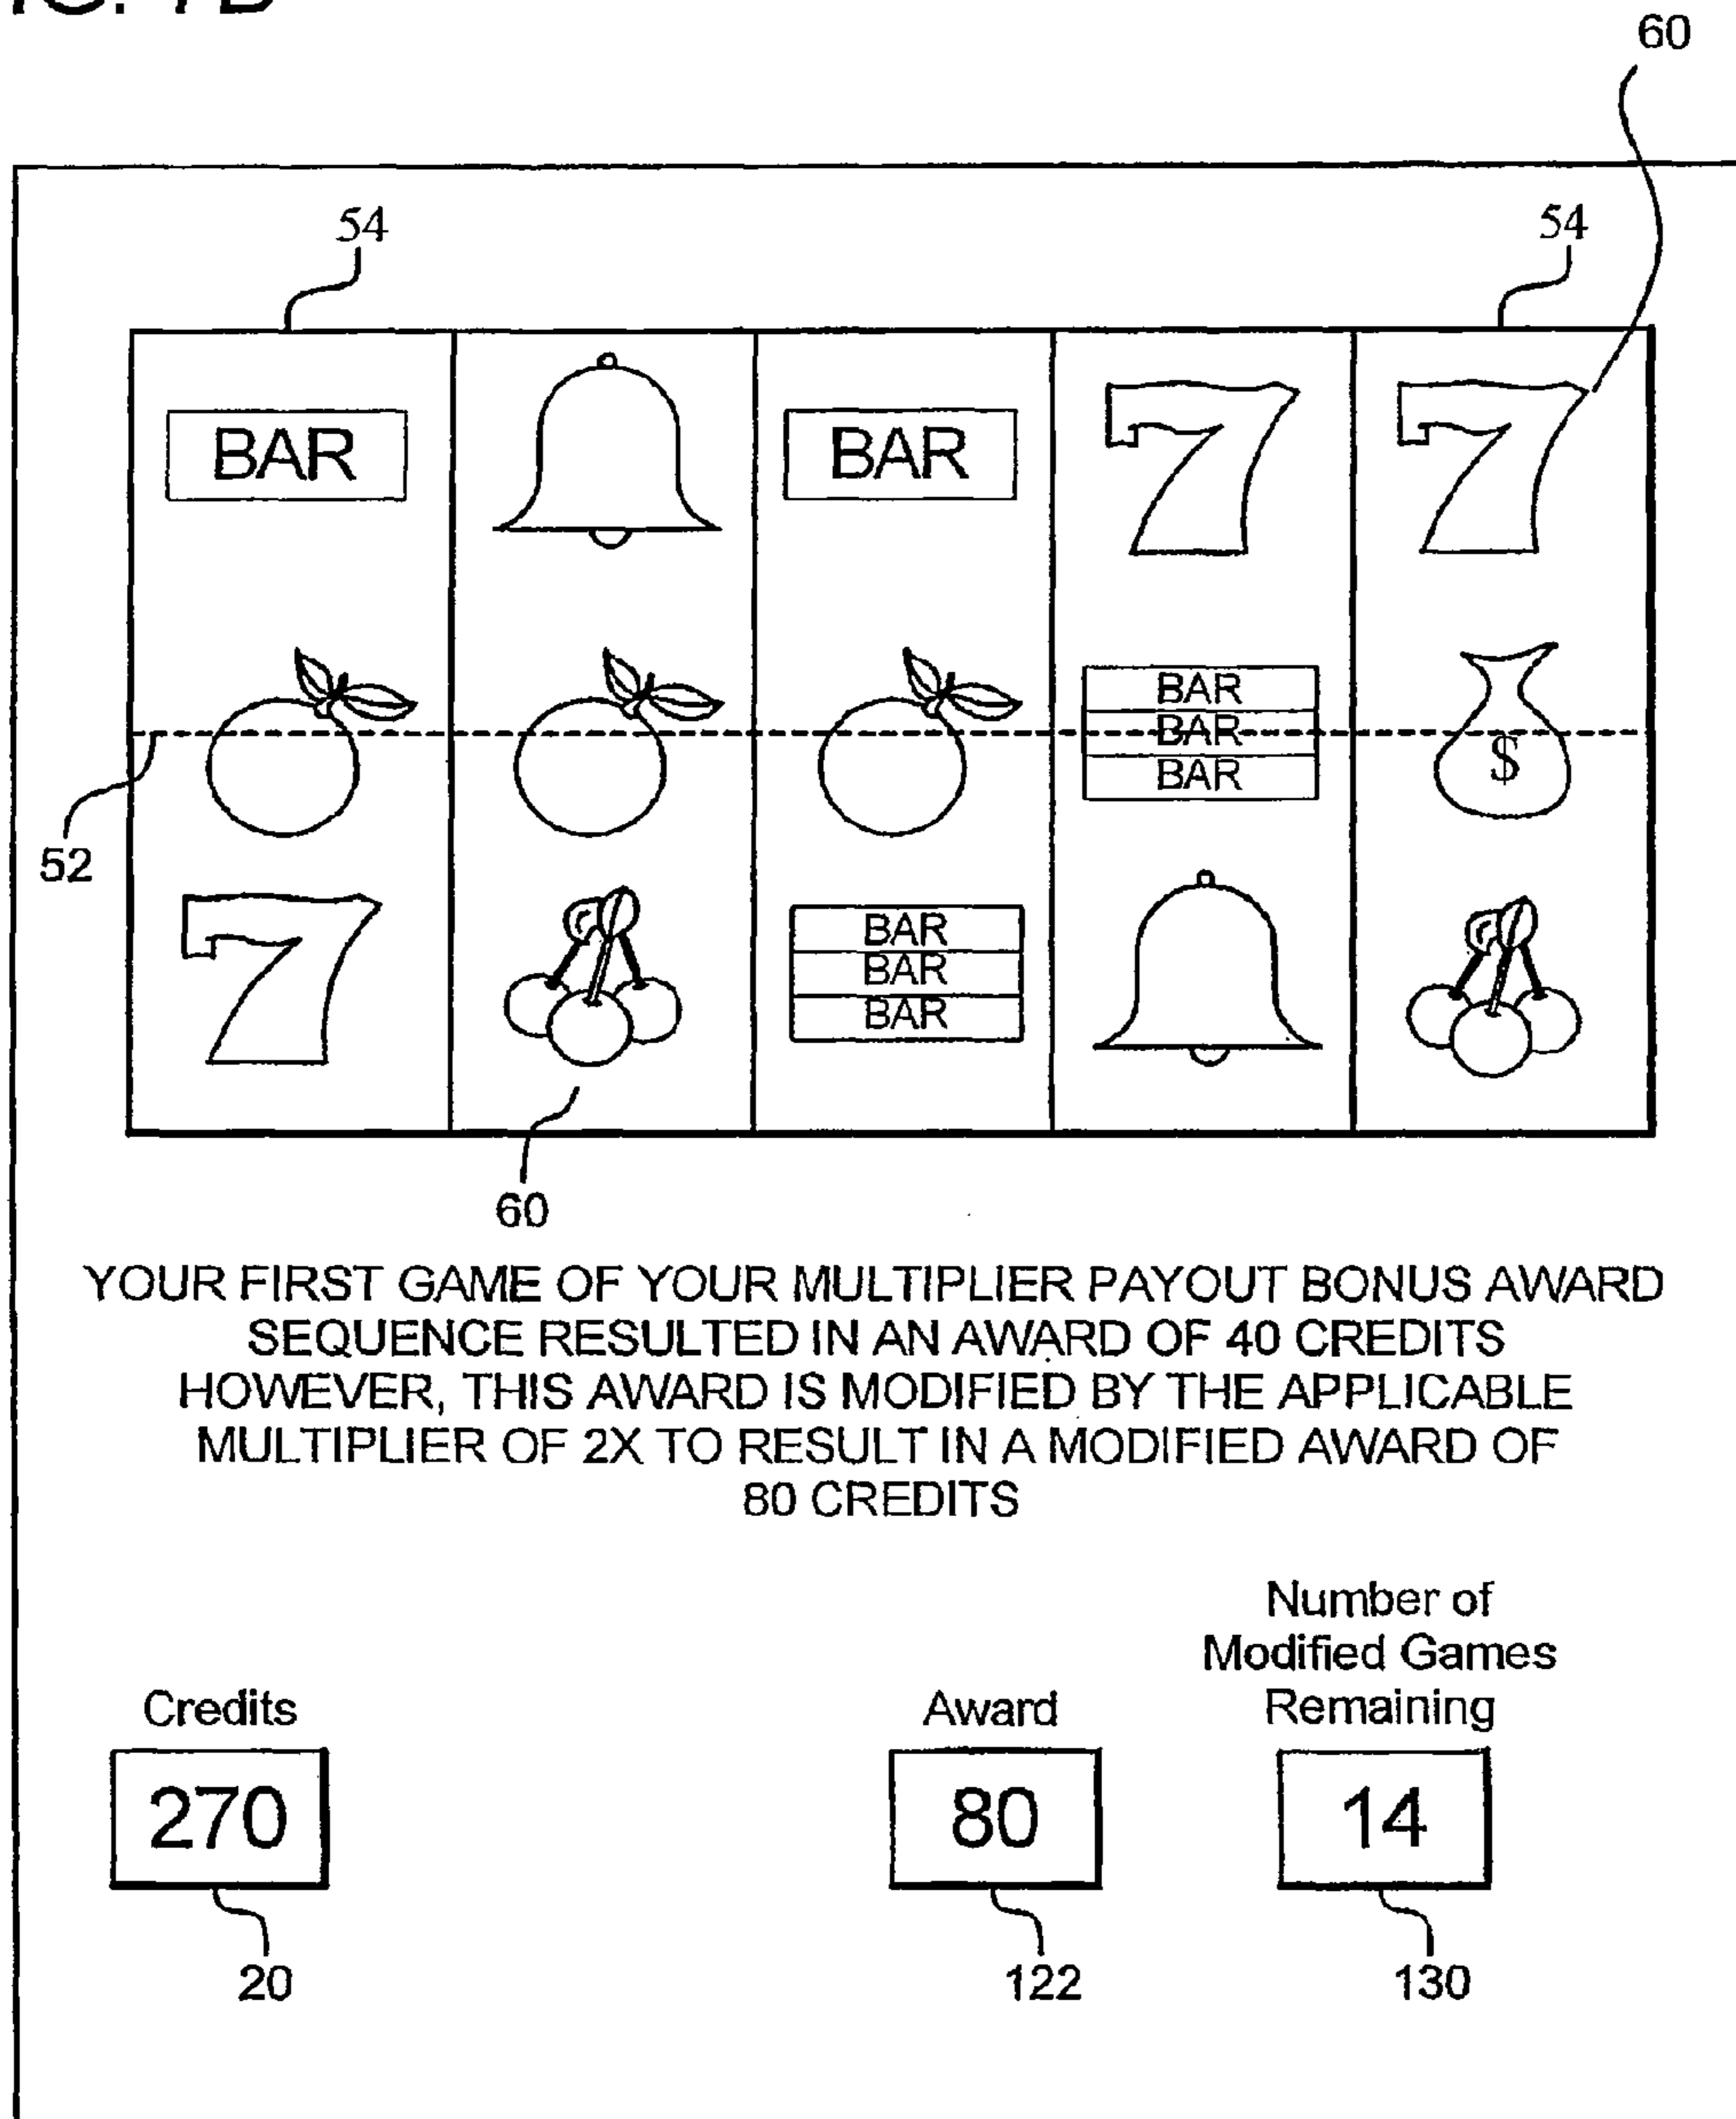 60
54 54
BAR BAR 7 7
BAR
BAR
BAR
$
52
7
BAR
BAR
BAR
60
YOUR FIRST GAME OF YOUR MULTIPLIER PAYOUT BONUS AWARD
SEQUENCE RESULTED IN AN AWARD OF 40 CREDITS
HOWEVER, THIS AWARD IS MODIFIED BY THE APPLICABLE
MULTIPLIER OF 2X TO RESULT IN A MODIFIED AWARD OF
80 CREDITS
Number of
Modified Games
Credits Award Remaining
270 80 14
20 122 130